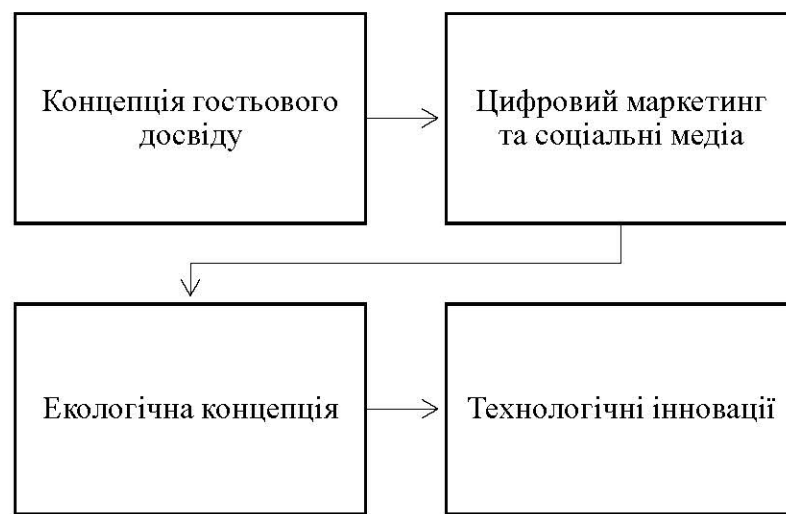 Концепція гостьового
досвіду
Цифровий маркетинг
та соціальні медіа
Екологічна концепція
Технологічні інновації